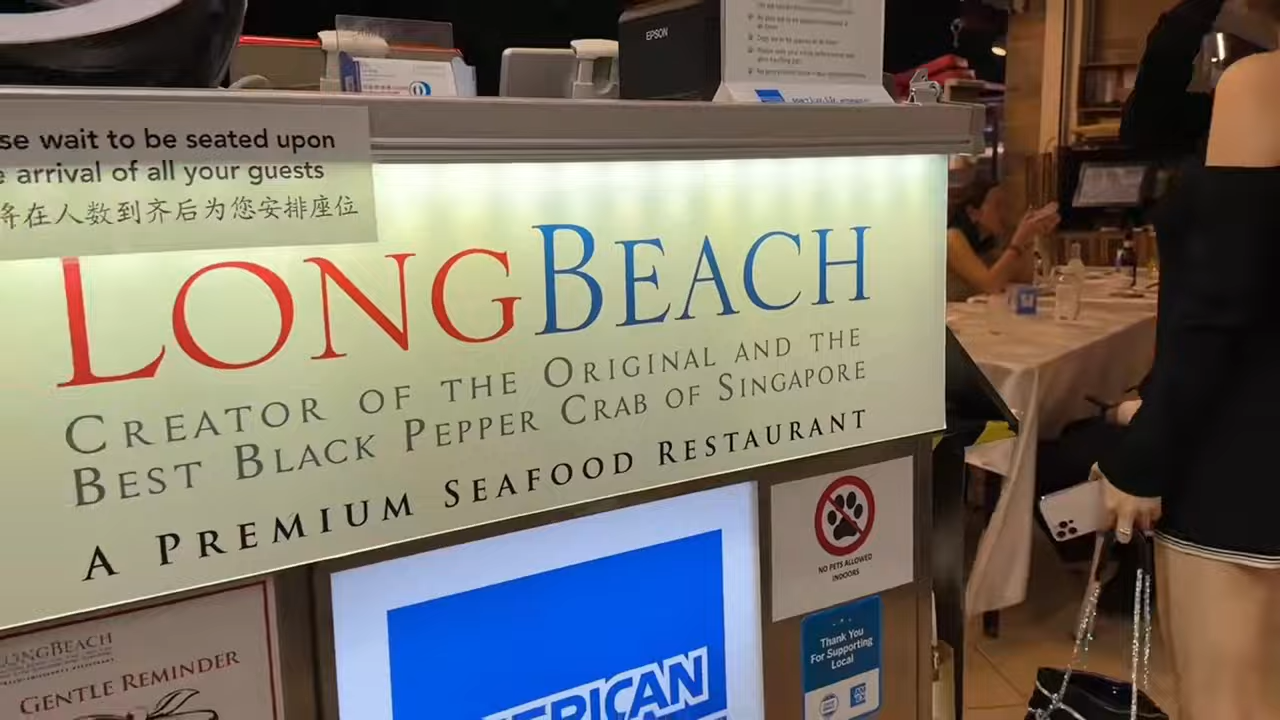 EPSON
se wait to be seated upon
e arrival of all your guests
将在人数到齐后为您安排座位
LONGBEACH
CREATOR OF THE ORIGINAL AND THE
BEST BLACK PEPPER CRAB OF SINGAPORE
A PREMIUM SEAFOOD RESTAURANT
NO PETS ALLOWED
INDOORS
Thank You
For Supporting
Local
LONGBEACH
GENTLE REMINDER
ERICAN